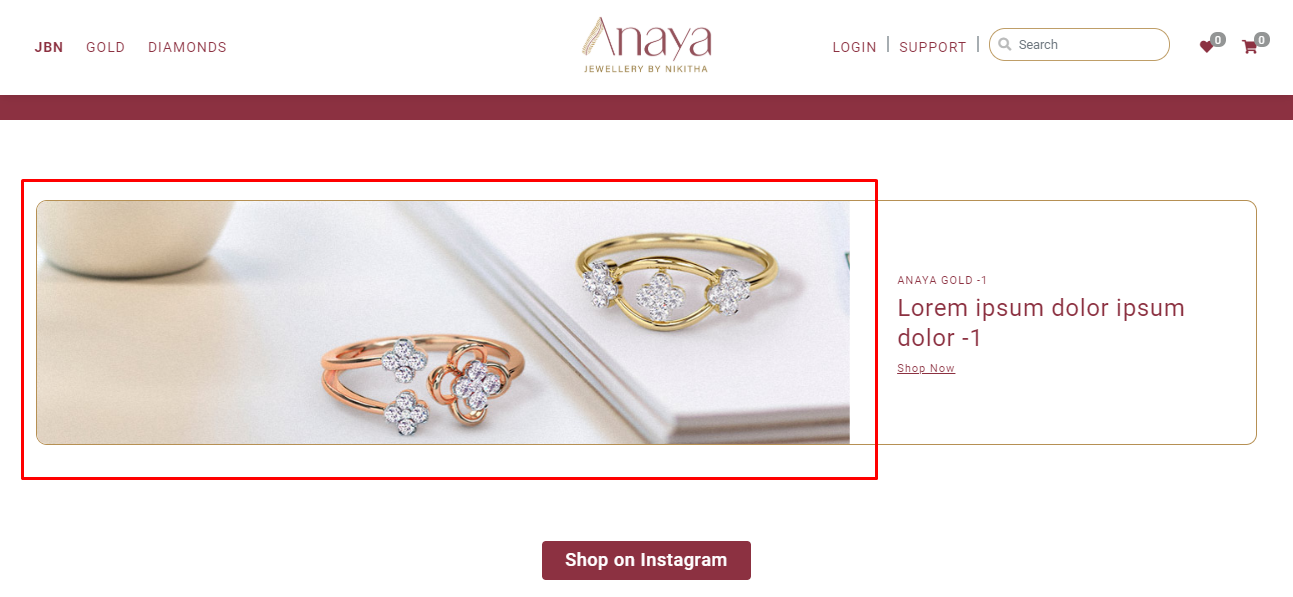 JBN GOLD DIAMONDS
Anaya
JEWELLERY BY NIKITHA
LOGIN | SUPPORT | Search 0 0
ANAYA GOLD -1
Lorem ipsum dolor ipsum
dolor -1
Shop Now
Shop on Instagram